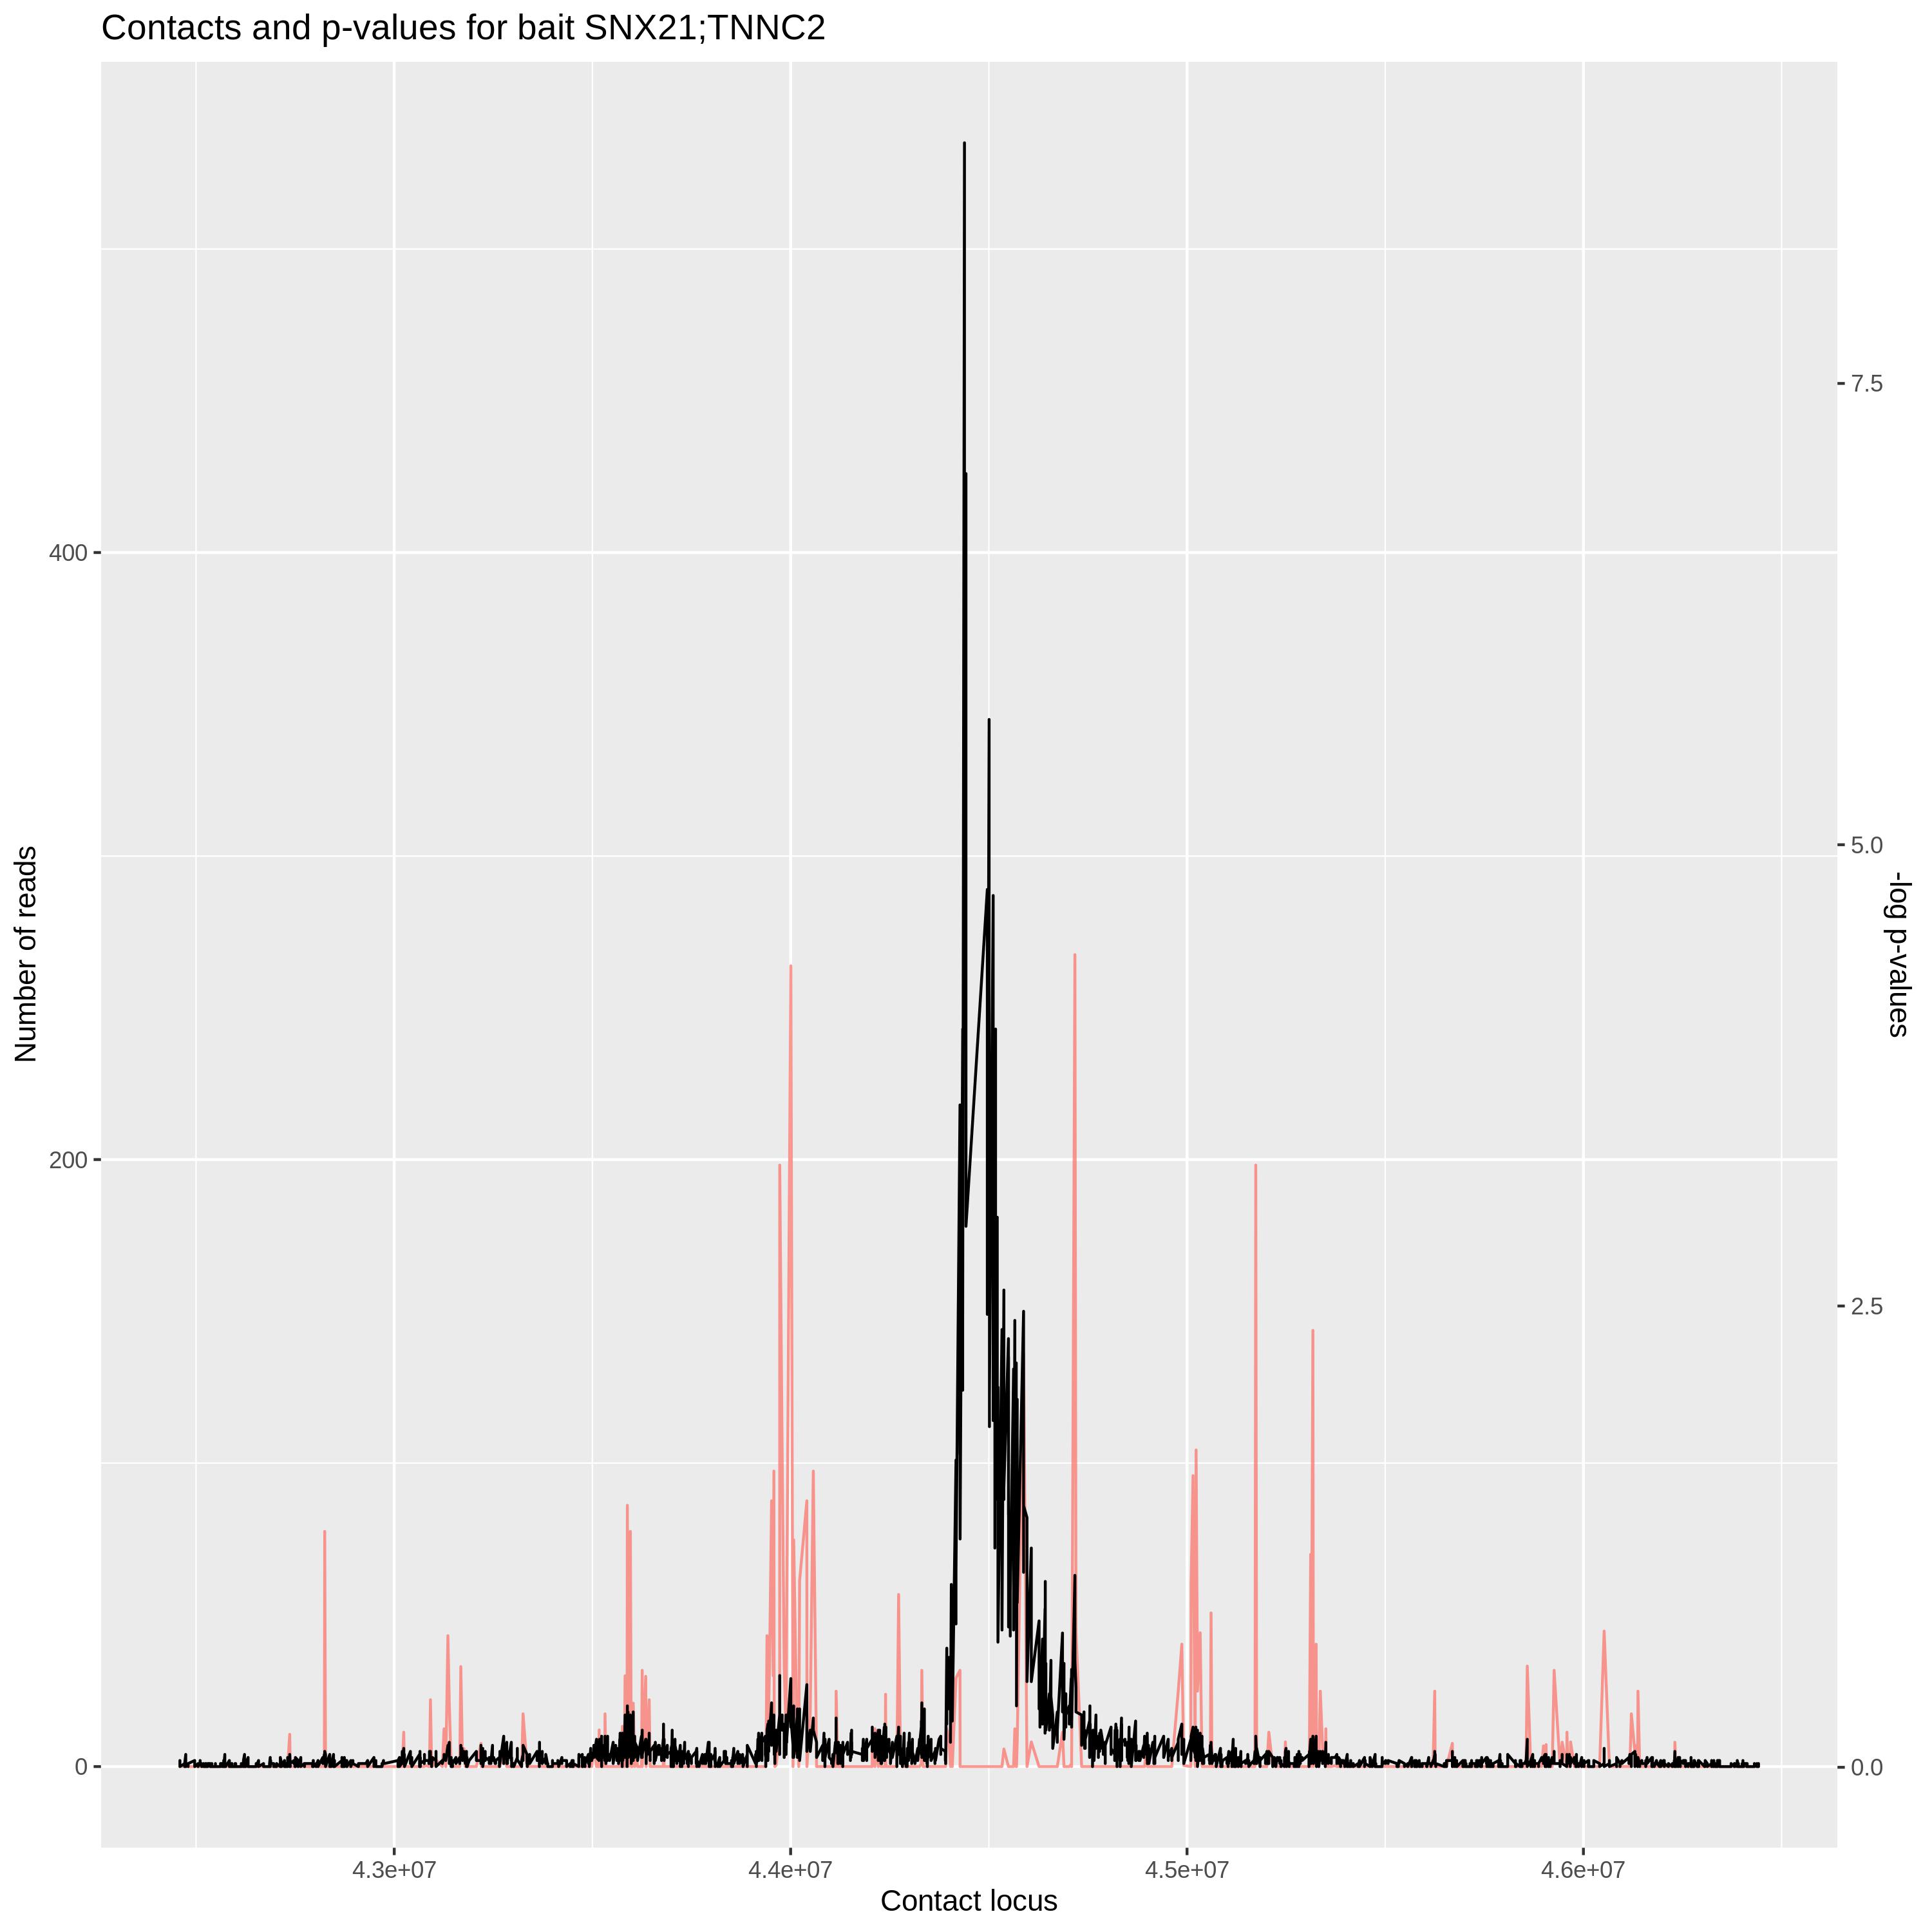 Contacts and p-values for bait SNX21;TNNC2
Number of reads
400
200
0
7.5
5.0
2.5
0.0
-log p-values
4.3e+07
4.4e+07
4.5e+07
4.6e+07
Contact locus